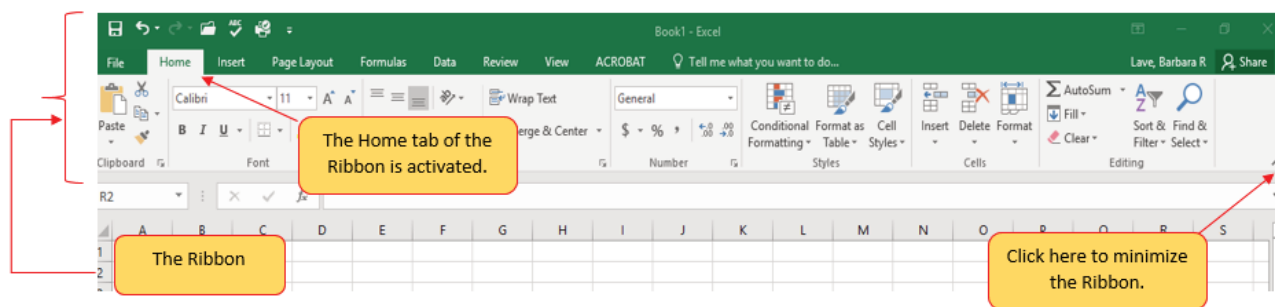 Book1 - Excel
File Home Insert Page Layout Formulas Data Review View ACROBAT Tell me what you want to do... Lave, Barbara R Share
Calibri 11 A A Wrap Text General AutoSum
Fill
Paste B I U erge & Center $ % , .00 Conditional Format as Cell Insert Delete Format Clear Sort & Find &
Formatting Table Styles Filter Select
Clipboard Font Number Styles Cells Editing
The Home tab of the
Ribbon is activated.
R2 fx
A B C D E F G H I J K L M N O P Q R S
1
2
The Ribbon
Click here to minimize
the Ribbon.